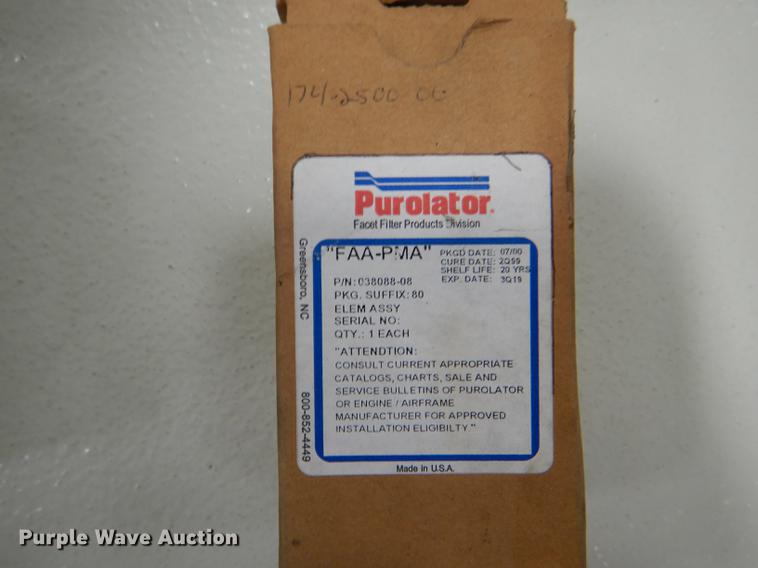 174-2500 00
Purolator
Facet Filter Products Division
"FAA-PMA"
PKGD DATE: 07/00
CURE DATE: 2Q99
SHELF LIFE: 20 YRS
EXP. DATE: 3Q19
P/N: 038088-08
PKG. SUFFIX: 80
ELEM ASSY
SERIAL NO:
QTY.: 1 EACH
"ATTENDTION:
CONSULT CURRENT APPROPRIATE
CATALOGS, CHARTS, SALE AND
SERVICE BULLETINS OF PUROLATOR
OR ENGINE / AIRFRAME
MANUFACTURER FOR APPROVED
INSTALLATION ELIGIBILTY."
Greensboro, NC
800-852-4449
Made in U.S.A.
Purple Wave Auction